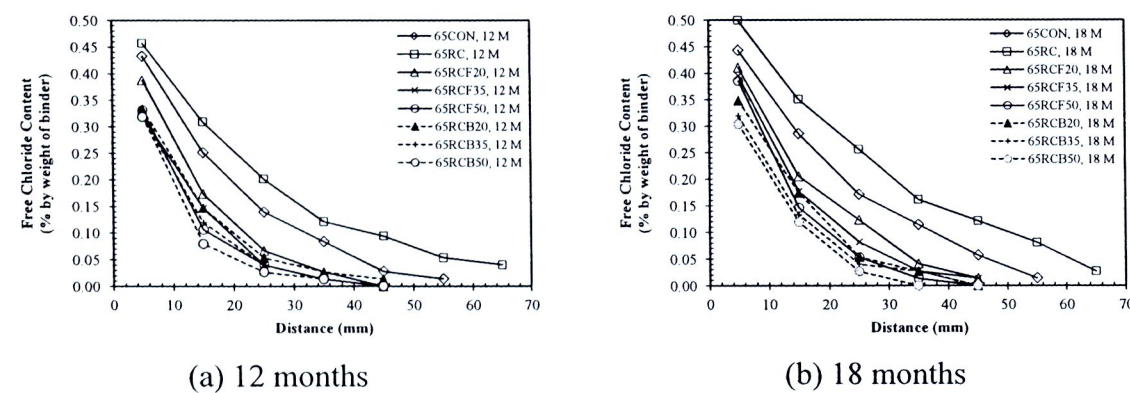 0.50
0.45
0.40
0.35
0.30
0.25
0.20
0.15
0.10
0.05
0.00
Free Chloride Content
(% by weight of binder)
65CON, 12 M
65RC, 12 M
65RCF20, 12 M
65RCF35, 12 M
65RCF50, 12 M
65RCB20, 12 M
65RCB35, 12 M
65RCB50, 12 M
0 10 20 30 40 50 60 70
Distance (mm)
(a) 12 months
0.50
0.45
0.40
0.35
0.30
0.25
0.20
0.15
0.10
0.05
0.00
Free Chloride Content
(% by weight of binder)
65CON, 18 M
65RC, 18 M
65RCF20, 18 M
65RCF35, 18 M
65RCF50, 18 M
65RCB20, 18 M
65RCB35, 18 M
65RCB50, 18 M
0 10 20 30 40 50 60 70
Distance (mm)
(b) 18 months